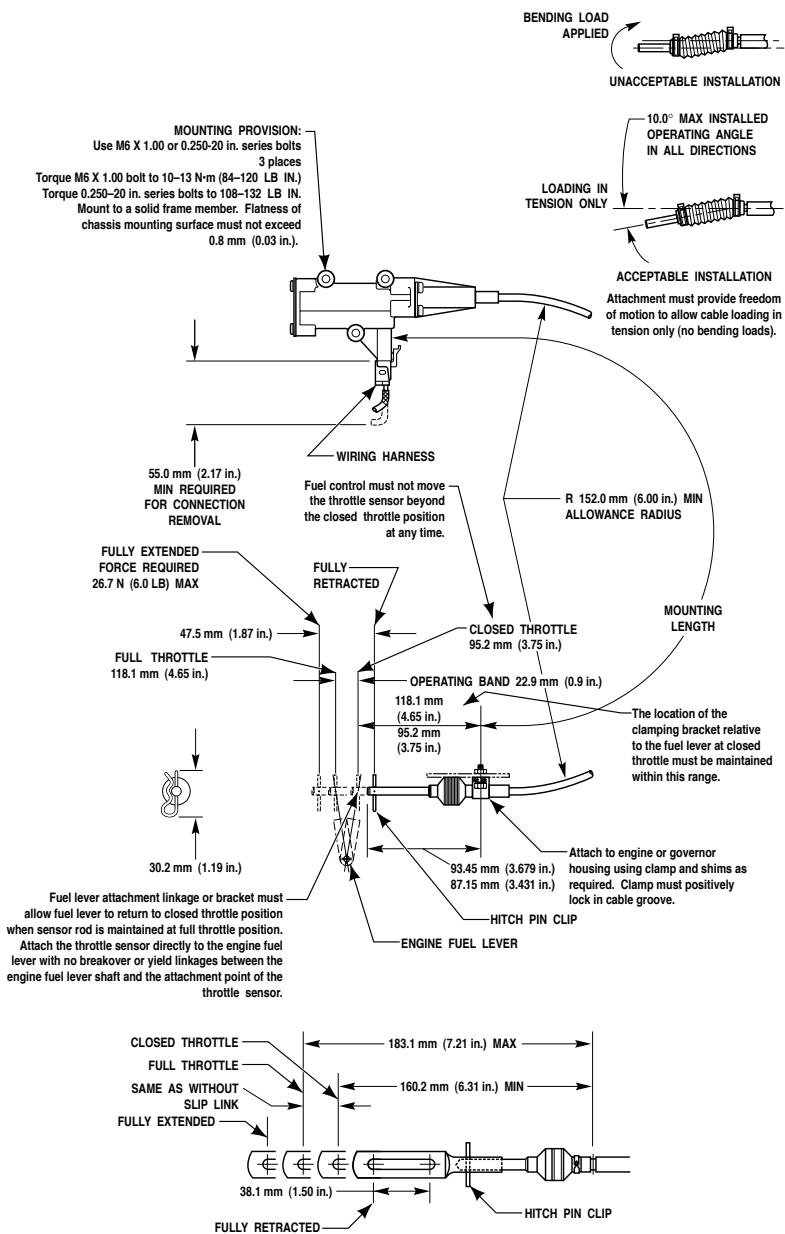 BENDING LOAD
APPLIED
UNACCEPTABLE INSTALLATION
MOUNTING PROVISION:
Use M6 X 1.00 or 0.250-20 in. series bolts
3 places
Torque M6 X 1.00 bolt to 10–13 N·m (84–120 LB IN.)
Torque 0.250–20 in. series bolts to 108–132 LB IN.
Mount to a solid frame member. Flatness of
chassis mounting surface must not exceed
0.8 mm (0.03 in.).
10.0° MAX INSTALLED
OPERATING ANGLE
IN ALL DIRECTIONS
LOADING IN
TENSION ONLY
ACCEPTABLE INSTALLATION
Attachment must provide freedom
of motion to allow cable loading in
tension only (no bending loads).
WIRING HARNESS
55.0 mm (2.17 in.)
MIN REQUIRED
FOR CONNECTION
REMOVAL
Fuel control must not move
the throttle sensor beyond
the closed throttle position
at any time.
R 152.0 mm (6.00 in.) MIN
ALLOWANCE RADIUS
FULLY EXTENDED
FORCE REQUIRED
26.7 N (6.0 LB) MAX
FULLY
RETRACTED
MOUNTING
LENGTH
47.5 mm (1.87 in.)
CLOSED THROTTLE
95.2 mm (3.75 in.)
FULL THROTTLE
118.1 mm (4.65 in.)
OPERATING BAND 22.9 mm (0.9 in.)
118.1 mm
(4.65 in.)
95.2 mm
(3.75 in.)
The location of the
clamping bracket relative
to the fuel lever at closed
throttle must be maintained
within this range.
30.2 mm (1.19 in.)
93.45 mm (3.679 in.)
87.15 mm (3.431 in.)
Attach to engine or governor
housing using clamp and shims as
required. Clamp must positively
lock in cable groove.
HITCH PIN CLIP
ENGINE FUEL LEVER
Fuel lever attachment linkage or bracket must
allow fuel lever to return to closed throttle position
when sensor rod is maintained at full throttle position.
Attach the throttle sensor directly to the engine fuel
lever with no breakover or yield linkages between the
engine fuel lever shaft and the attachment point of the
throttle sensor.
CLOSED THROTTLE
183.1 mm (7.21 in.) MAX
FULL THROTTLE
SAME AS WITHOUT
SLIP LINK
160.2 mm (6.31 in.) MIN
FULLY EXTENDED
38.1 mm (1.50 in.)
HITCH PIN CLIP
FULLY RETRACTED